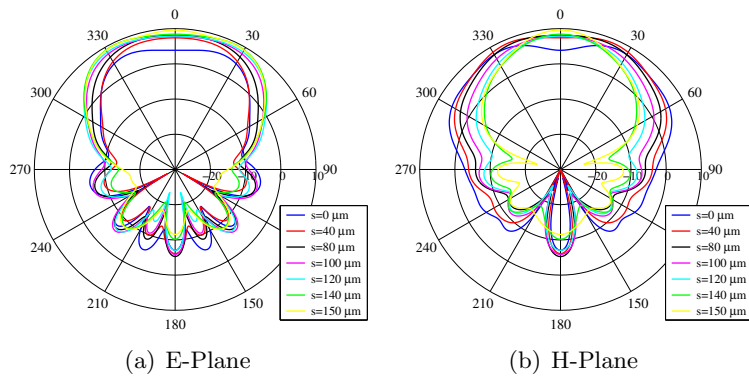 0
30
90
150
180
210
240
270
300
330
−20
−10
0
10
s=0 µm
s=40 µm
s=80 µm
s=100 µm
s=120 µm
s=140 µm
s=150 µm
(a) E-Plane
0
30
60
90
150
180
210
240
270
300
330
−20
−10
0
10
s=0 µm
s=40 µm
s=80 µm
s=100 µm
s=120 µm
s=140 µm
s=150 µm
(b) H-Plane